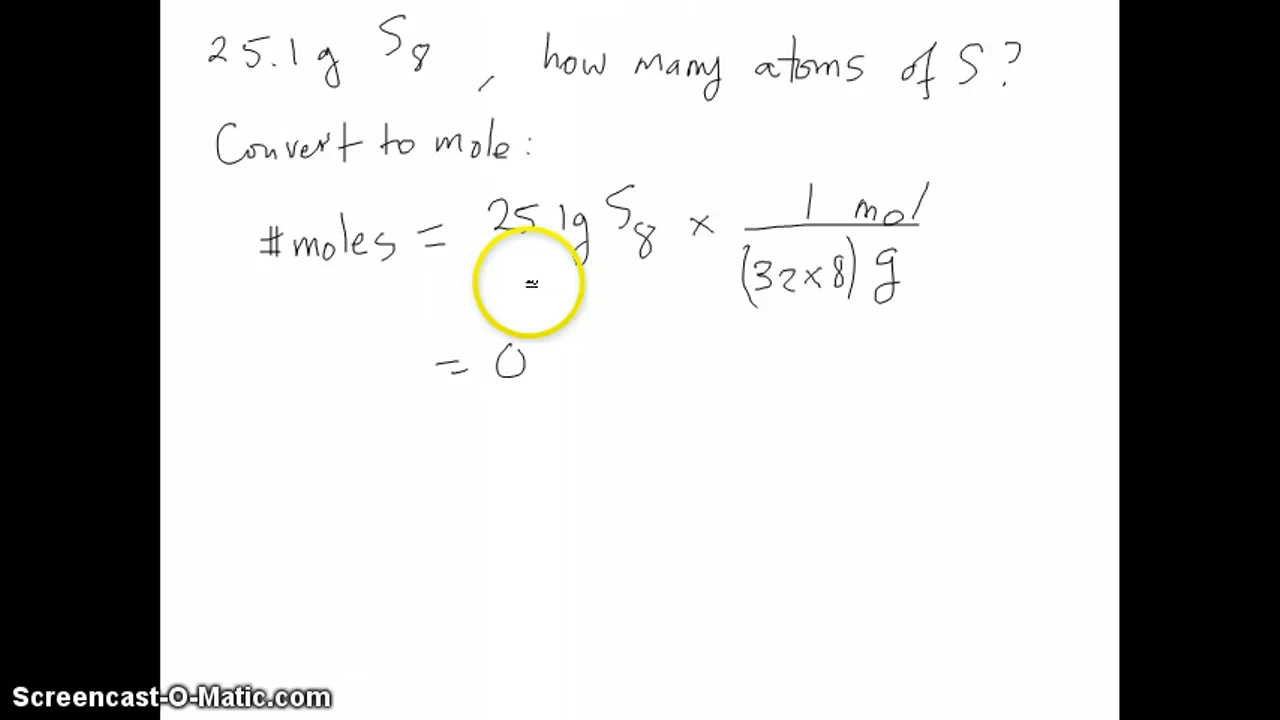 25.1g S8, how many atoms of S?
Convert to mole:
#moles = 25.1g S8 × 1 mol / (32×8) g
= 0
Screencast-O-Matic.com